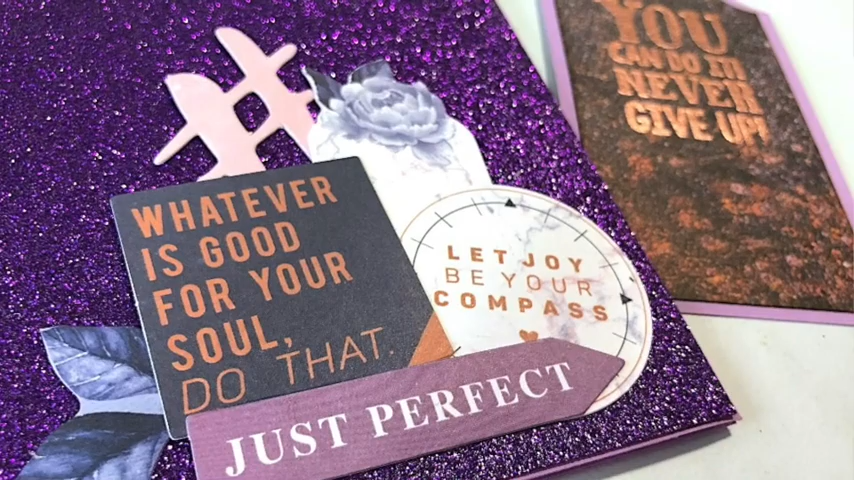 YOU
CAN DO IT!
NEVER
GIVE UP!
WHATEVER
IS GOOD
FOR YOUR
SOUL,
DO THAT.
LET JOY
BE YOUR
COMPASS
JUST PERFECT